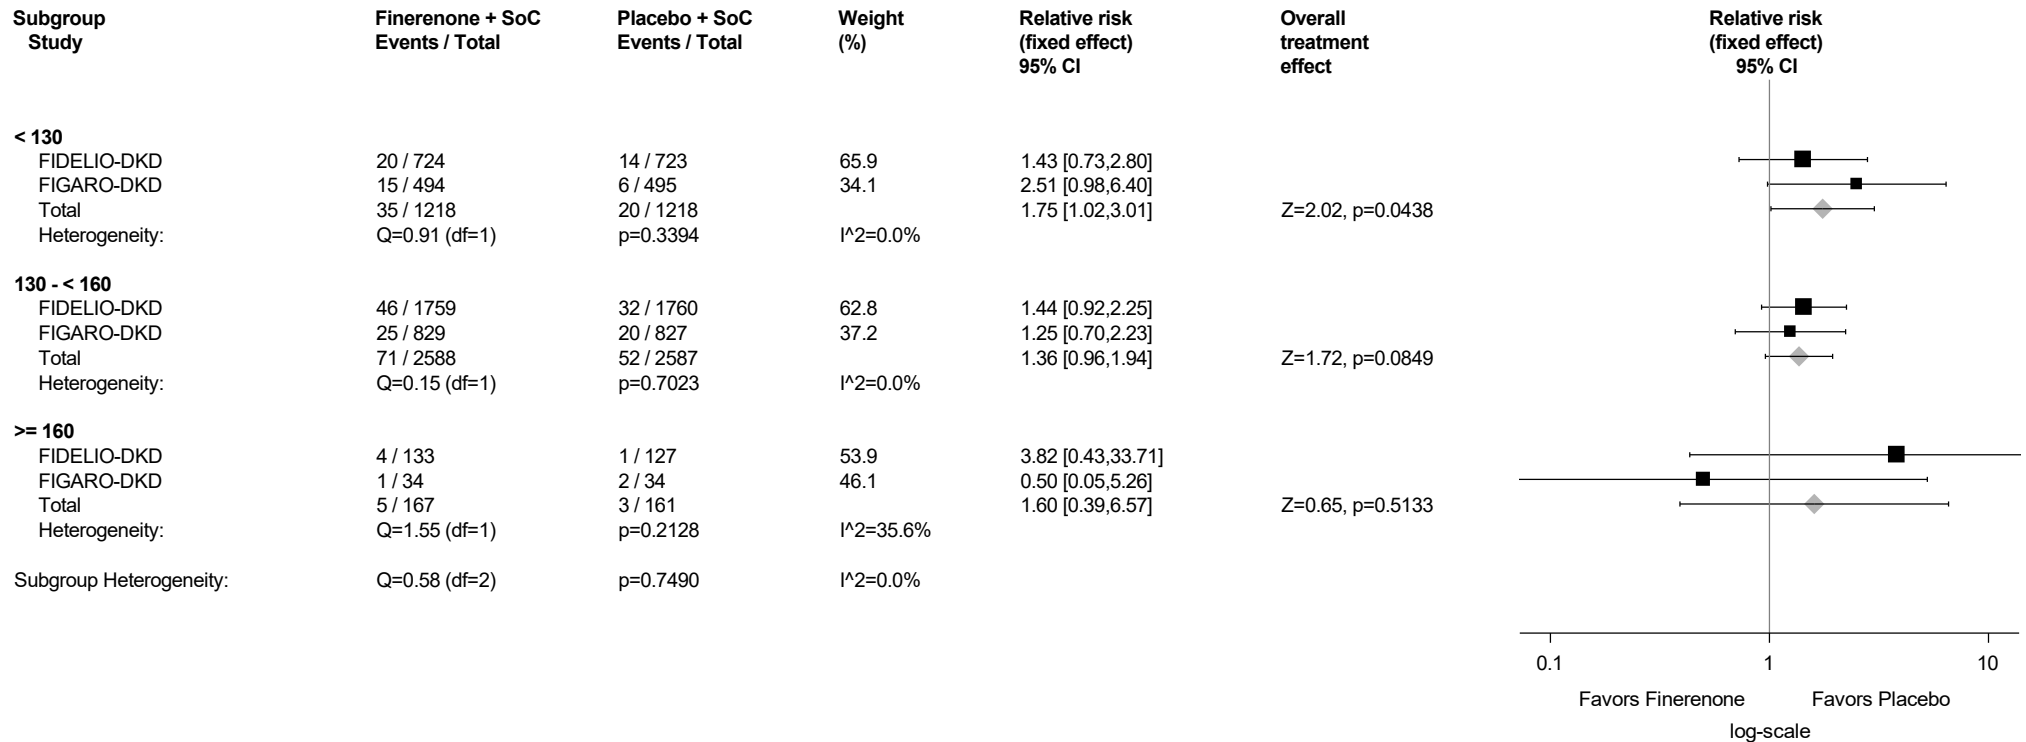 Subgroup Finerenone + SoC Placebo + SoC Weight Relative risk Overall Relative risk
Study Events / Total Events / Total (%) (fixed effect) treatment (fixed effect)
95% CI effect 95% CI
< 130
FIDELIO-DKD 20 / 724 14 / 723 65.9 1.43 [0.73,2.80]
FIGARO-DKD 15 / 494 6 / 495 34.1 2.51 [0.98,6.40]
Total 35 / 1218 20 / 1218 1.75 [1.02,3.01] Z=2.02, p=0.0438
Heterogeneity: Q=0.91 (df=1) p=0.3394 I^2=0.0%
130 - < 160
FIDELIO-DKD 46 / 1759 32 / 1760 62.8 1.44 [0.92,2.25]
FIGARO-DKD 25 / 829 20 / 827 37.2 1.25 [0.70,2.23]
Total 71 / 2588 52 / 2587 1.36 [0.96,1.94] Z=1.72, p=0.0849
Heterogeneity: Q=0.15 (df=1) p=0.7023 I^2=0.0%
>= 160
FIDELIO-DKD 4 / 133 1 / 127 53.9 3.82 [0.43,33.71]
FIGARO-DKD 1 / 34 2 / 34 46.1 0.50 [0.05,5.26]
Total 5 / 167 3 / 161 1.60 [0.39,6.57] Z=0.65, p=0.5133
Heterogeneity: Q=1.55 (df=1) p=0.2128 I^2=35.6%
Subgroup Heterogeneity: Q=0.58 (df=2) p=0.7490 I^2=0.0%
0.1 1 10
Favors Finerenone Favors Placebo
log-scale